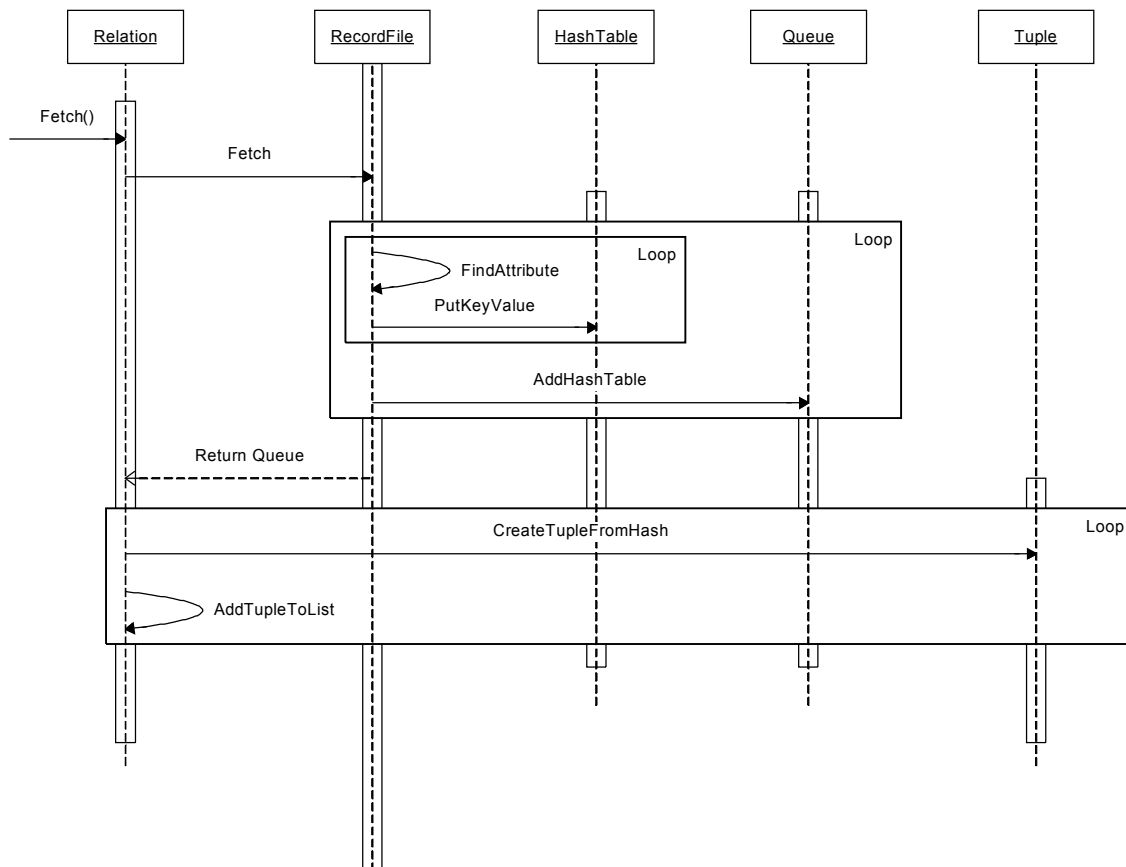 Relation
RecordFile
HashTable
Queue
Tuple
Fetch()
Fetch
Loop
Loop
FindAttribute
PutKeyValue
AddHashTable
Return Queue
CreateTupleFromHash
Loop
AddTupleToList